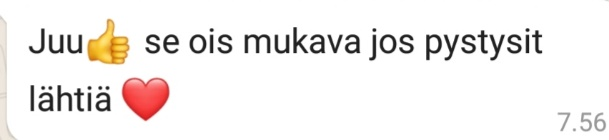 Juu👍 se ois mukava jos pystysit
lähtiä ❤️
7.56